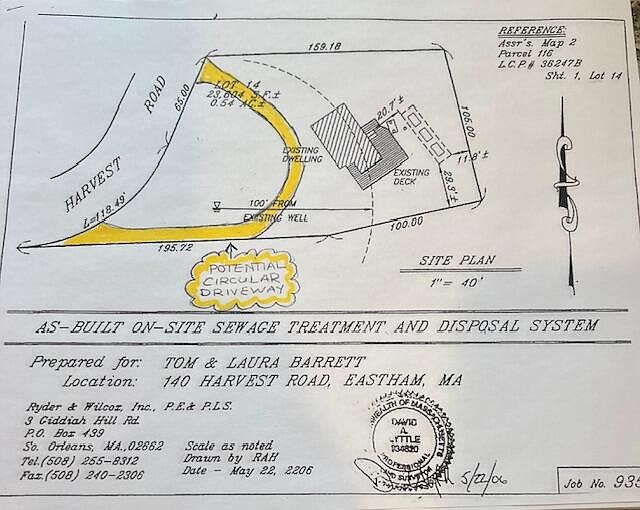 REFERENCE:
Assr's. Map 2
Parcel 116
L.C.P.# 36247B
Sht. 1, Lot 14
159.18
LOT 14
23,604 S.F.±
0.54 AC.±
65.00
HARVEST ROAD
L=118.49'
20.7'±
105.00
11.8'±
29.3'±
EXISTING
DWELLING
EXISTING
DECK
100' FROM
EXISTING WELL
195.72
100.00
POTENTIAL
CIRCULAR
DRIVEWAY
SITE PLAN
1"= 40'
AS-BUILT ON-SITE SEWAGE TREATMENT AND DISPOSAL SYSTEM
Prepared for: TOM & LAURA BARRETT
Location: 140 HARVEST ROAD, EASTHAM, MA
Ryder & Wilcox, Inc., P.E.& P.L.S.
3 Giddiah Hill Rd.
P.O. Box 439
So. Orleans, MA.,02662
Tel.(508) 255-8312
Fax.(508) 240-2306
Scale as noted
Drawn by RAH
Date - May 22, 2206
DAVID
A.
LYTTLE
PROFESSIONAL
5/22/06
Job No. 935